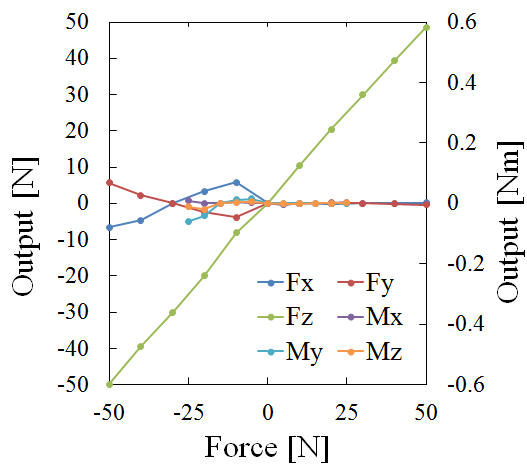 50 0.6
40
30 0.4
20 0.2
10
0 0
-10
-20 -0.2
-30 -0.4
-40
-50 -0.6
Output [N]
Output [Nm]
Fx Fy
Fz Mx
My Mz
-50 -25 0 25 50
Force [N]